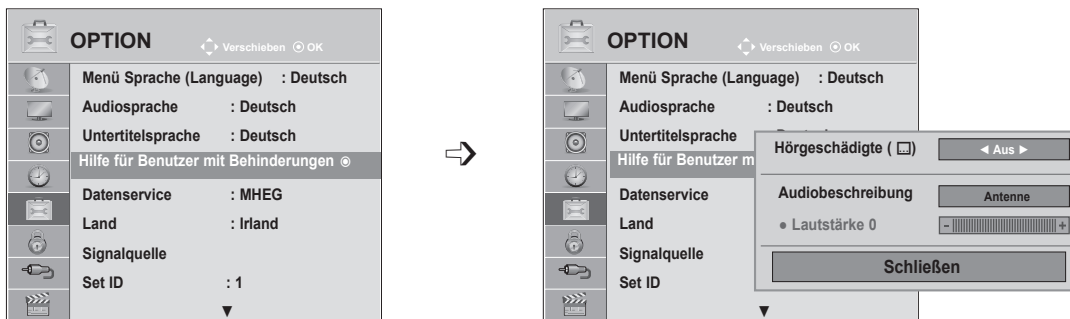 OPTION
Verschieben OK
Menü Sprache (Language) : Deutsch
Audiosprache : Deutsch
Untertitelsprache : Deutsch
Hilfe für Benutzer mit Behinderungen
Datenservice : MHEG
Land : Irland
Signalquelle
Set ID : 1
▼
OPTION
Verschieben OK
Menü Sprache (Language) : Deutsch
Audiosprache : Deutsch
Untertitelsprache
Hilfe für Benutzer m
Datenservice
Land
Signalquelle
Set ID
▼
Hörgeschädigte ( )
◄ Aus ►
Audiobeschreibung
Antenne
● Lautstärke 0
- +
Schließen